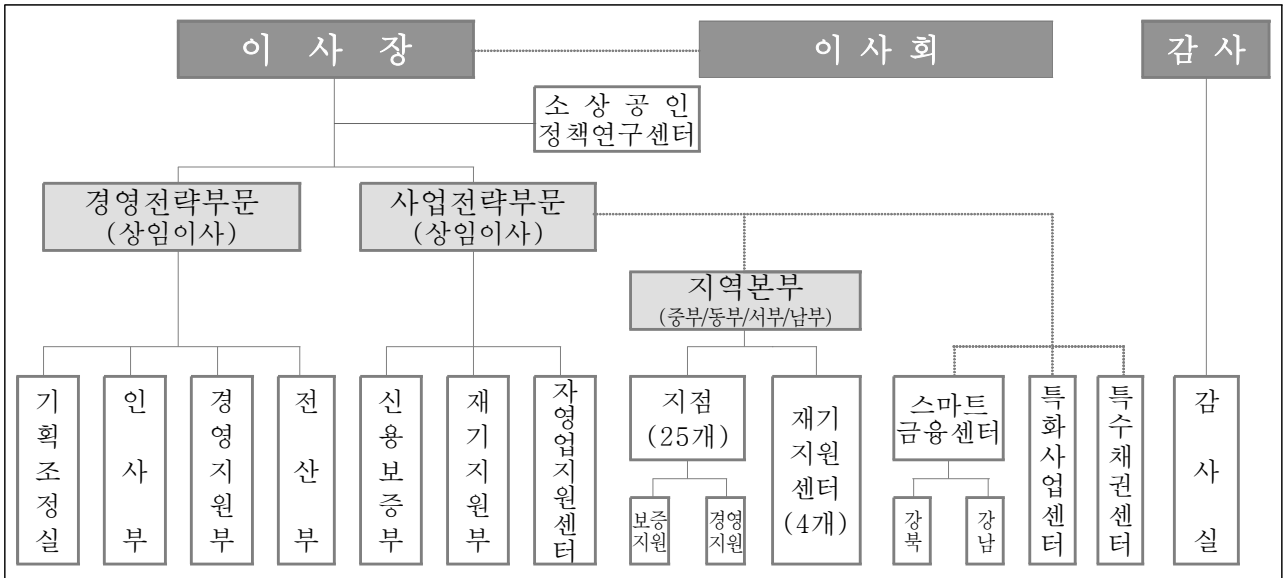 이 사 장
이 사 회
감 사
소 상 공 인
정책연구센터
경영전략부문
(상임이사)
사업전략부문
(상임이사)
지역본부
(중부/동부/서부/남부)
기획조정실
인사부
경영지원부
전산부
신용보증부
재기지원부
자영업지원센터
지점
(25개)
보증
지원
경영
지원
재기
지원
센터
(4개)
스마트
금융센터
강북
강남
특화사업센터
특수채권센터
감사실